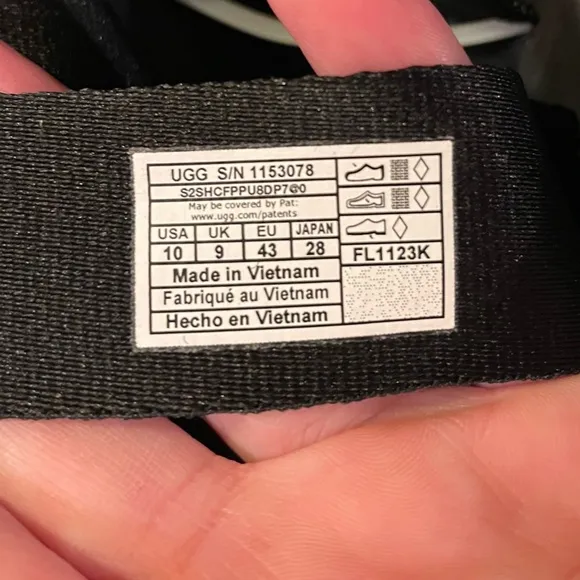 UGG S/N 1153078
S2SHCFPPU8DP7@0
May be covered by Pat:
www.ugg.com/patents
USA UK EU JAPAN
10 9 43 28
FL1123K
Made in Vietnam
Fabriqué au Vietnam
Hecho en Vietnam